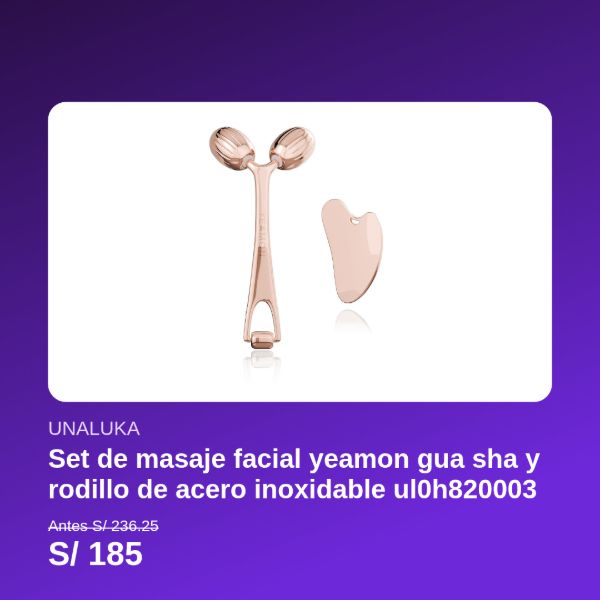 UNALUKA
Set de masaje facial yeamon gua sha y
rodillo de acero inoxidable ul0h820003
Antes S/ 236.25
S/ 185